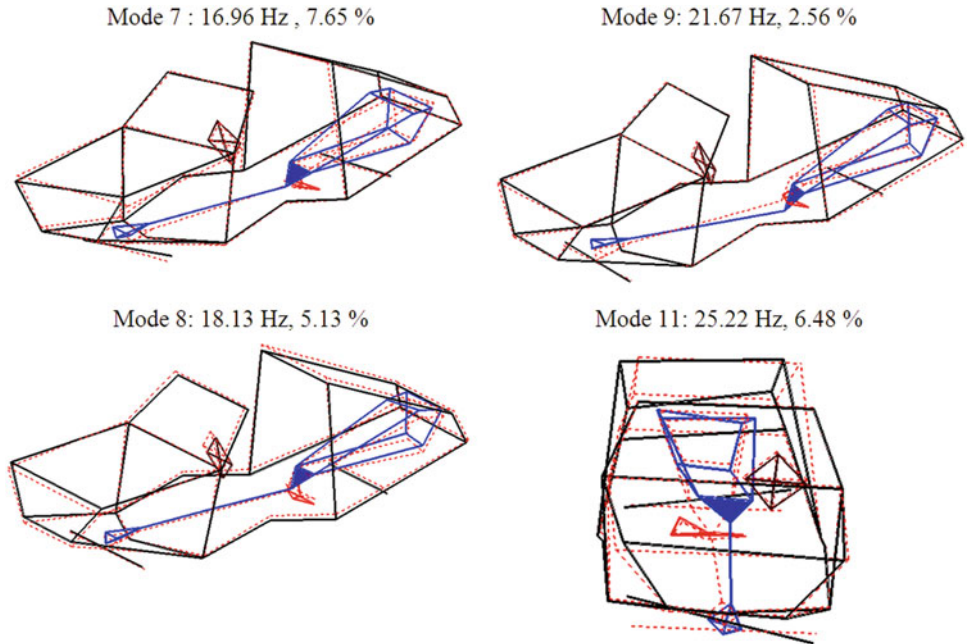 Mode 7 : 16.96 Hz , 7.65 %
Mode 9: 21.67 Hz, 2.56 %
Mode 8: 18.13 Hz, 5.13 %
Mode 11: 25.22 Hz, 6.48 %